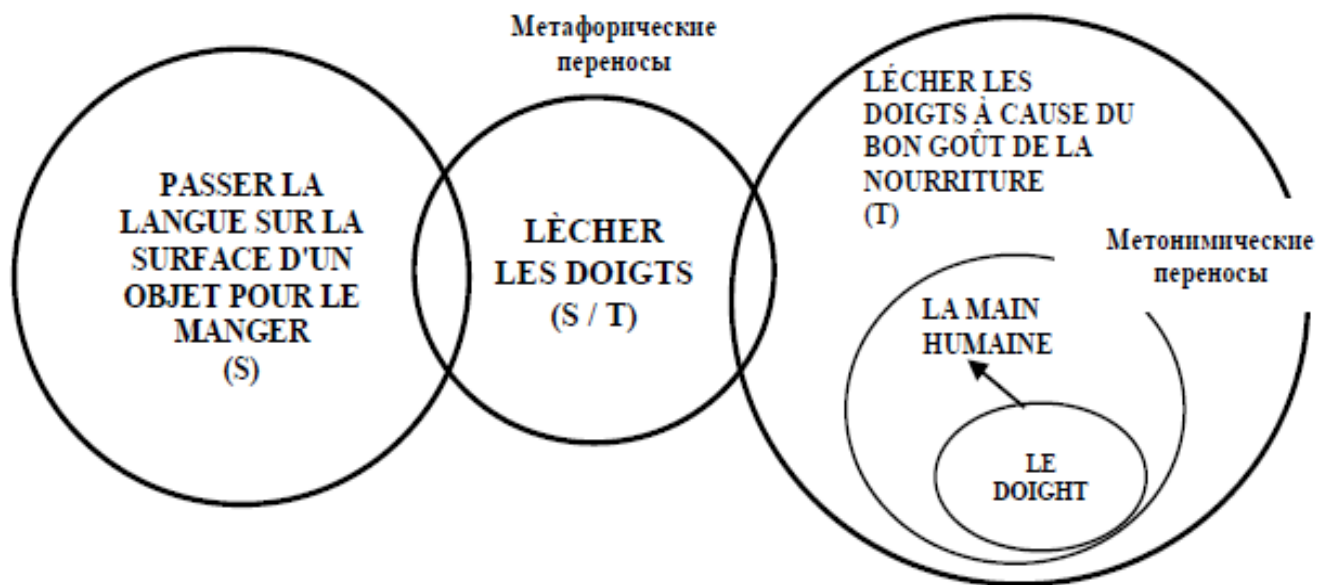 Метафорические
переносы
PASSER LA
LANGUE SUR LA
SURFACE D'UN
OBJET POUR LE
MANGER
(S)
LÈCHER
LES DOIGTS
(S / T)
LÉCHER LES
DOIGTS À CAUSE DU
BON GOÛT DE LA
NOURRITURE
(T)
Метонимические
переносы
LA MAIN
HUMAINE
LE
DOIGHT